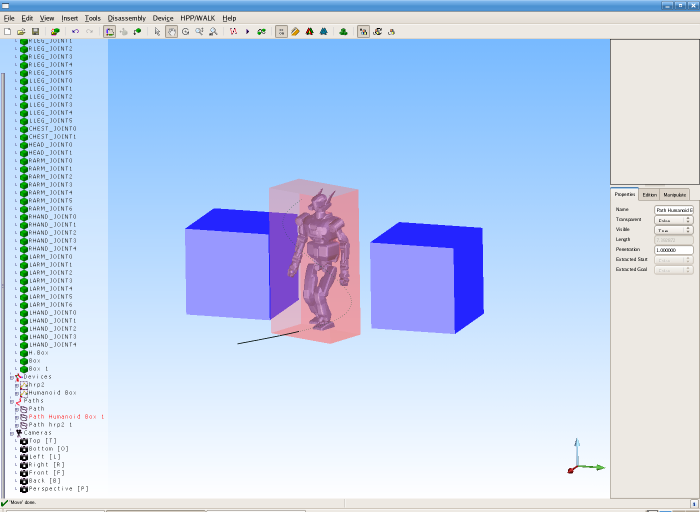 File Edit View Insert Tools Disassembly Device HPP/WALK Help
RLEG_JOINT1
RLEG_JOINT2
RLEG_JOINT3
RLEG_JOINT4
RLEG_JOINT5
LLEG_JOINT0
LLEG_JOINT1
LLEG_JOINT2
LLEG_JOINT3
LLEG_JOINT4
LLEG_JOINT5
CHEST_JOINT0
CHEST_JOINT1
HEAD_JOINT0
HEAD_JOINT1
RARM_JOINT0
RARM_JOINT1
RARM_JOINT2
RARM_JOINT3
RARM_JOINT4
RARM_JOINT5
RARM_JOINT6
RHAND_JOINT0
RHAND_JOINT1
RHAND_JOINT2
RHAND_JOINT3
RHAND_JOINT4
LARM_JOINT0
LARM_JOINT1
LARM_JOINT2
LARM_JOINT3
LARM_JOINT4
LARM_JOINT5
LARM_JOINT6
LHAND_JOINT0
LHAND_JOINT1
LHAND_JOINT2
LHAND_JOINT3
LHAND_JOINT4
H.Box
Box
Box 1
Devices
hrp2
Humanoid Box
Paths
Path
Path Humanoid Box 1
Path hrp2 1
Cameras
Top [T]
Bottom [O]
Left [L]
Right [R]
Front [F]
Back [B]
Perspective [P]
Properties Edition Manipulate
Name Path Humanoid B
Transparent False
Visible True
Length
Penetration 1.000000
Extracted Start
Extracted Goal
'Move' done.